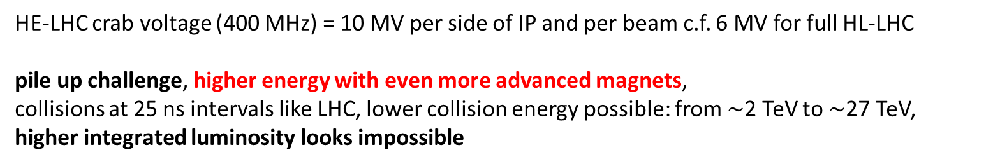 HE-LHC crab voltage (400 MHz) = 10 MV per side of IP and per beam c.f. 6 MV for full HL-LHC
pile up challenge, higher energy with even more advanced magnets,
collisions at 25 ns intervals like LHC, lower collision energy possible: from ~2 TeV to ~27 TeV,
higher integrated luminosity looks impossible